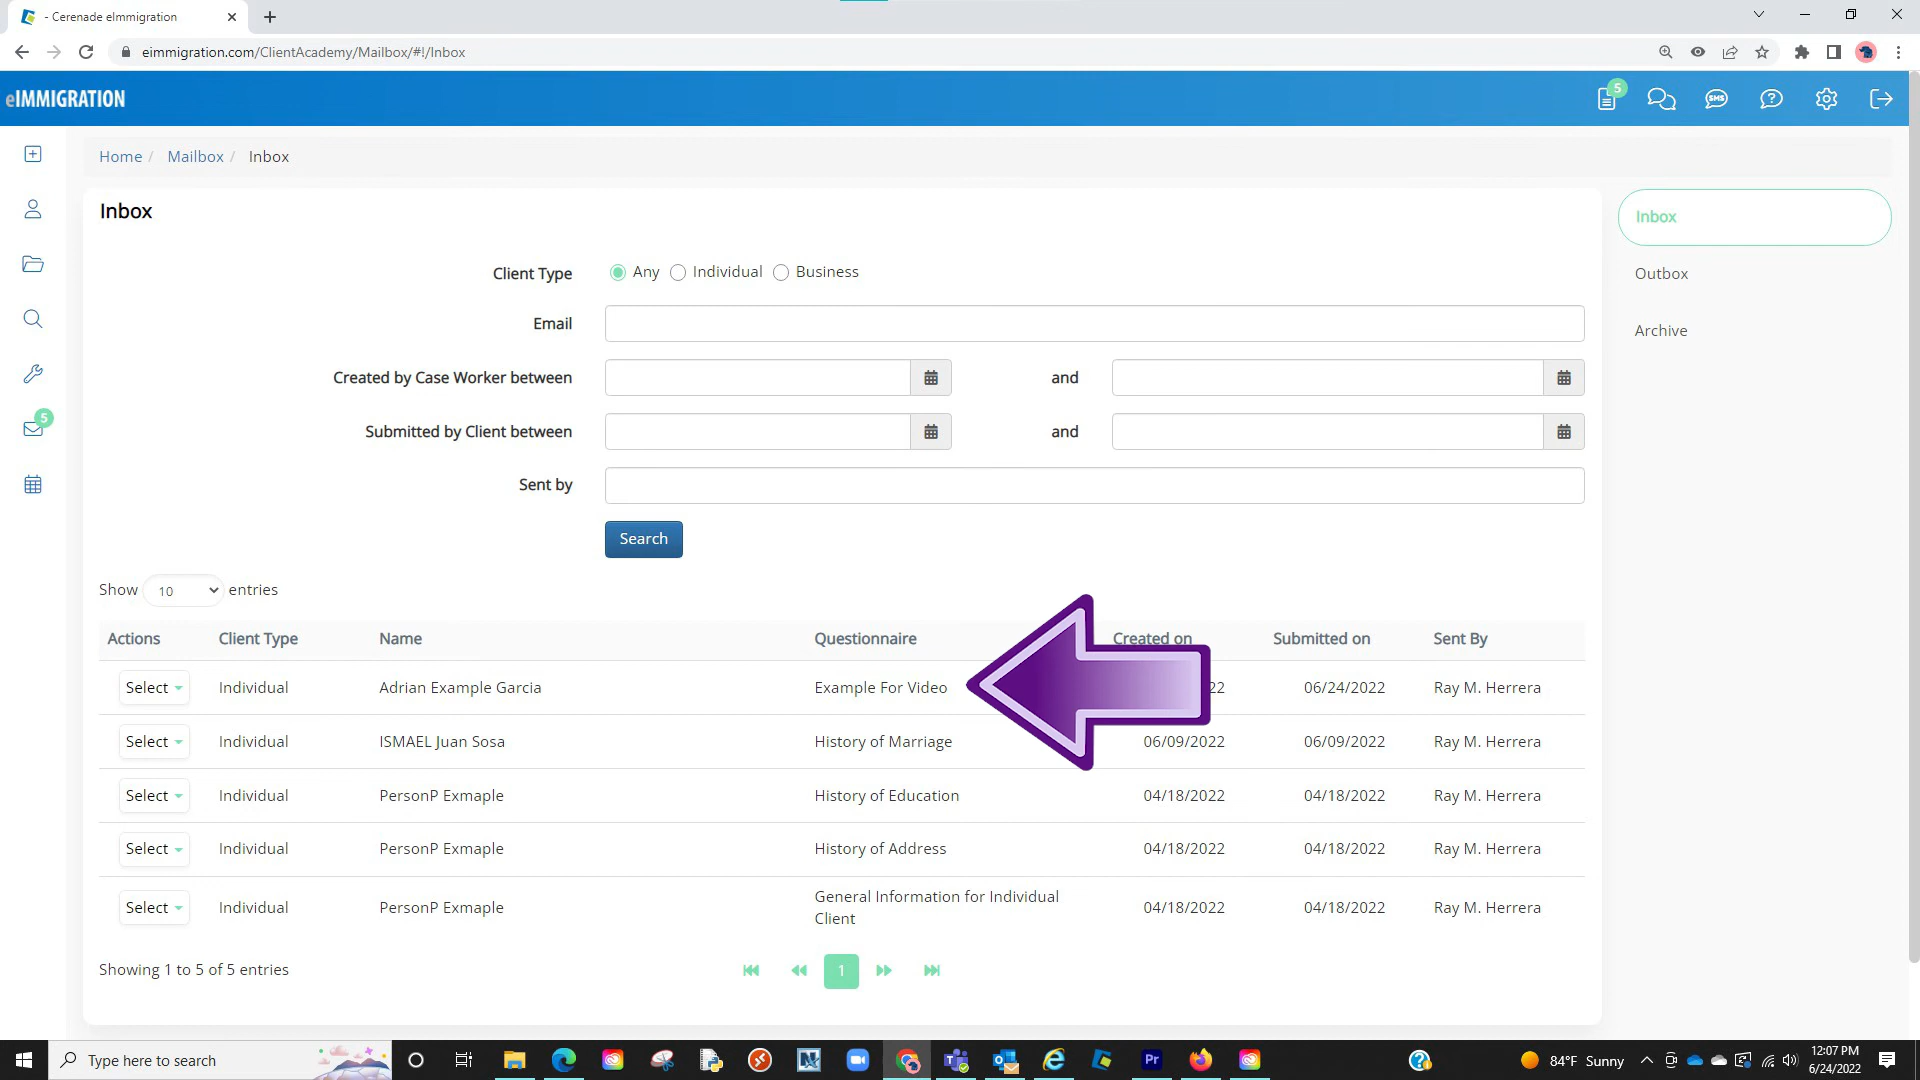 - Cerenade eImmigration
eimmigration.com/ClientAcademy/Mailbox/#!/Inbox
eIMMIGRATION
5
SMS
Home / Mailbox / Inbox
Inbox
Client Type Any Individual Business
Email
Created by Case Worker between and
Submitted by Client between and
Sent by
Search
Show 10 entries
Actions Client Type Name Questionnaire Created on Submitted on Sent By
Select Individual Adrian Example Garcia Example For Video 22 06/24/2022 Ray M. Herrera
Select Individual ISMAEL Juan Sosa History of Marriage 06/09/2022 06/09/2022 Ray M. Herrera
Select Individual PersonP Exmaple History of Education 04/18/2022 04/18/2022 Ray M. Herrera
Select Individual PersonP Exmaple History of Address 04/18/2022 04/18/2022 Ray M. Herrera
Select Individual PersonP Exmaple General Information for Individual
Client 04/18/2022 04/18/2022 Ray M. Herrera
Showing 1 to 5 of 5 entries 1
Inbox
Outbox
Archive
5
Type here to search
Pr
84°F Sunny
12:07 PM
6/24/2022